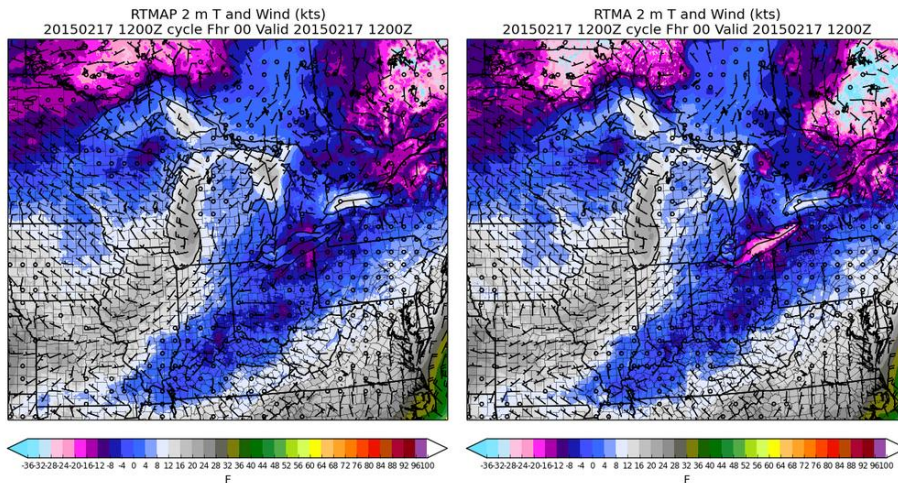 RTMAP 2 m T and Wind (kts)
20150217 1200Z cycle Fhr 00 Valid 20150217 1200Z
RTMA 2 m T and Wind (kts)
20150217 1200Z cycle Fhr 00 Valid 20150217 1200Z
-36-32-28-24-20-16-12 -8 -4 0 4 8 12 16 20 24 28 32 36 40 44 48 52 56 60 64 68 72 76 80 84 88 92 96100
F
-36-32-28-24-20-16-12 -8 -4 0 4 8 12 16 20 24 28 32 36 40 44 48 52 56 60 64 68 72 76 80 84 88 92 96100
F